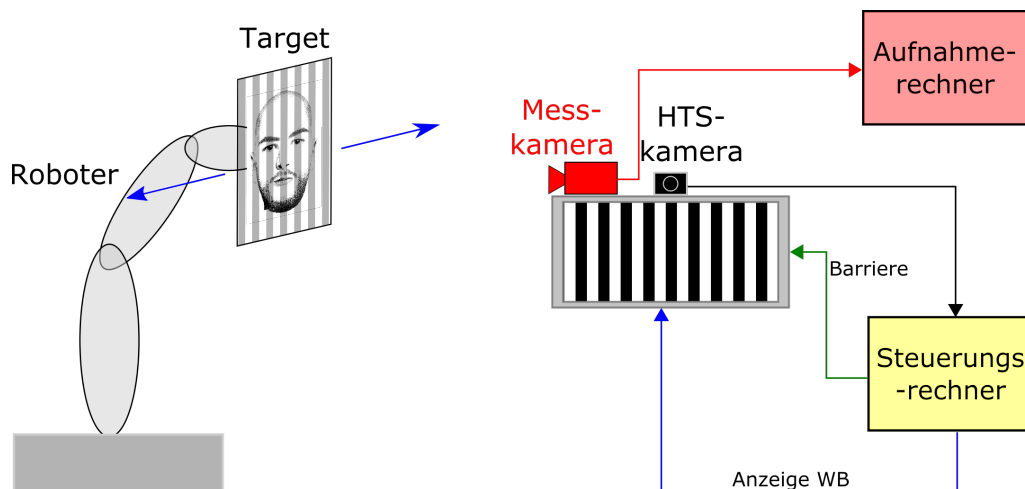 Target
Roboter
Mess-
kamera
HTS-
kamera
Aufnahme-
rechner
Barriere
Steuerungs
-rechner
Anzeige WB